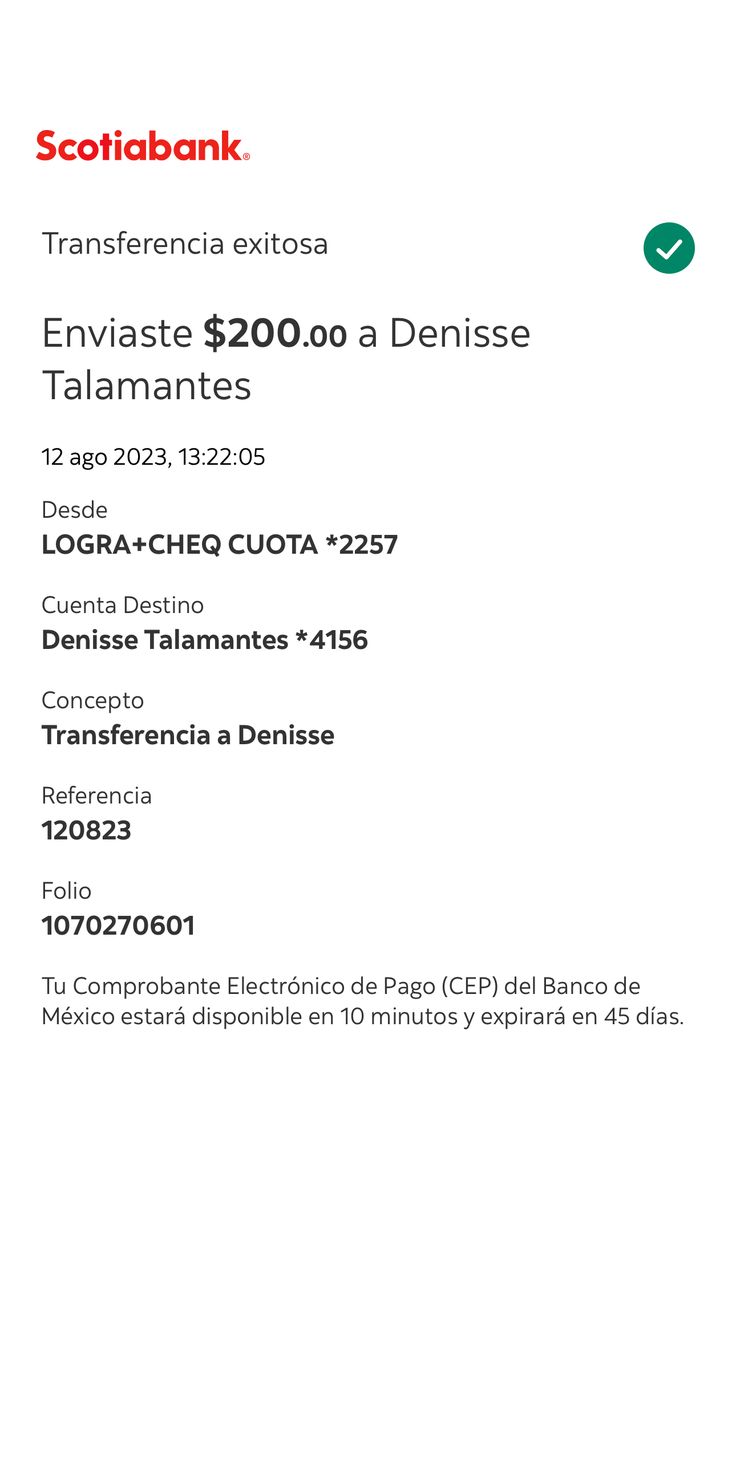 Scotiabank®
Transferencia exitosa
Enviaste $200.00 a Denisse
Talamantes
12 ago 2023, 13:22:05
Desde
LOGRA+CHEQ CUOTA *2257
Cuenta Destino
Denisse Talamantes *4156
Concepto
Transferencia a Denisse
Referencia
120823
Folio
1070270601
Tu Comprobante Electrónico de Pago (CEP) del Banco de
México estará disponible en 10 minutos y expirará en 45 días.